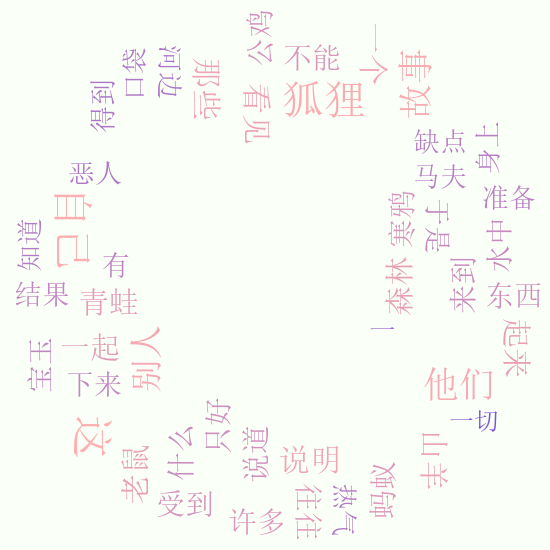 鸡公
不能
一个
故事
口袋
河边
那些
看见
狐狸
得到
缺点
身上
恶人
马夫
准备
自己
寒鸦
于是
水中
知道
有
森林
来到
东西
结果
青蛙
一
起来
宝玉
一起
别人
下来
他们
一切
这
只好
老鼠
什么
说道
说明
山羊
受到
许多
往往
热气
蚂蚁